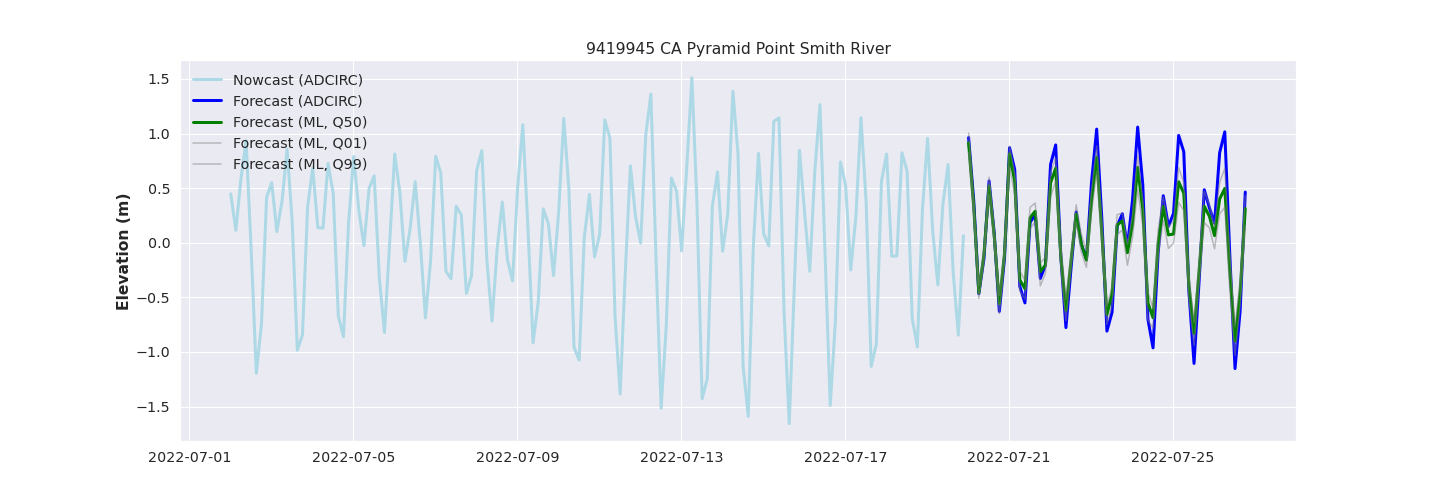 9419945 CA Pyramid Point Smith River
Nowcast (ADCIRC)
Forecast (ADCIRC)
Forecast (ML, Q50)
Forecast (ML, Q01)
Forecast (ML, Q99)
Elevation (m)
1.5
1.0
0.5
0.0
−0.5
−1.0
−1.5
2022-07-01
2022-07-05
2022-07-09
2022-07-13
2022-07-17
2022-07-21
2022-07-25